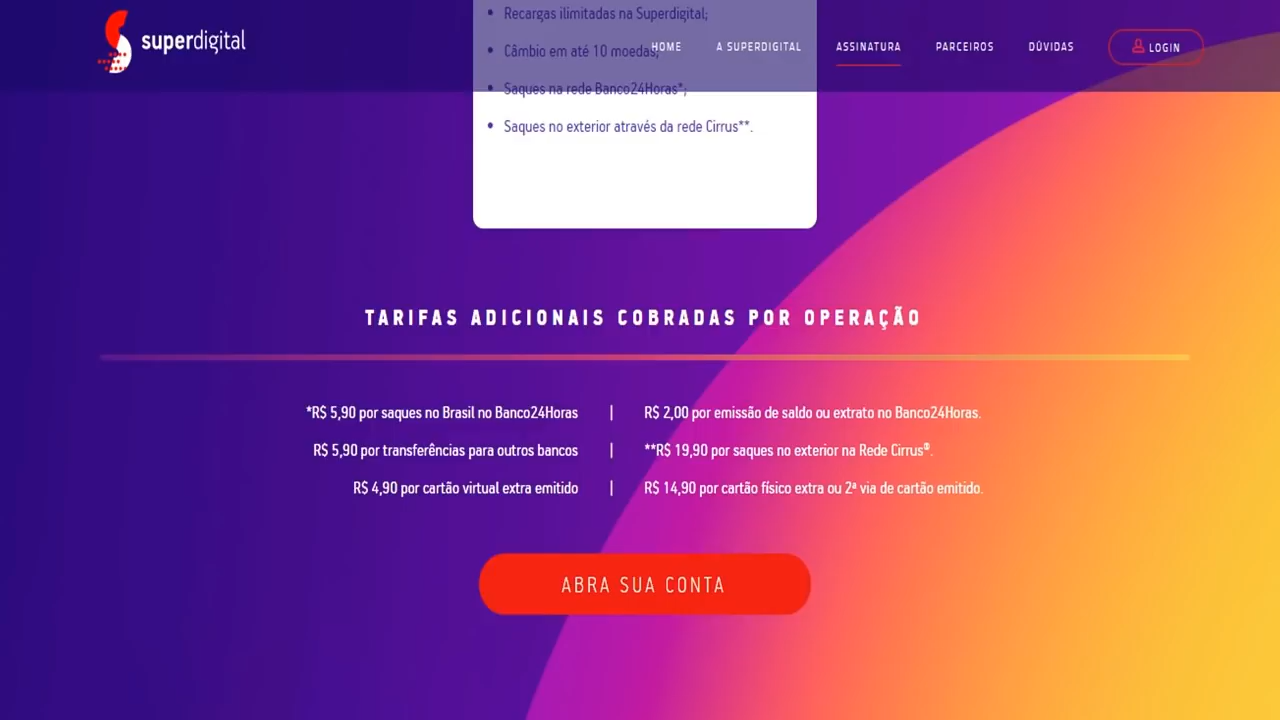 superdigital
HOME A SUPERDIGITAL ASSINATURA PARCEIROS DÚVIDAS LOGIN
• Recargas ilimitadas na Superdigital;
• Câmbio em até 10 moedas;
• Saques na rede Banco24Horas*;
• Saques no exterior através da rede Cirrus**.
TARIFAS ADICIONAIS COBRADAS POR OPERAÇÃO
*R$ 5,90 por saques no Brasil no Banco24Horas | R$ 2,00 por emissão de saldo ou extrato no Banco24Horas.
R$ 5,90 por transferências para outros bancos | **R$ 19,90 por saques no exterior na Rede Cirrus®.
R$ 4,90 por cartão virtual extra emitido | R$ 14,90 por cartão físico extra ou 2ª via de cartão emitido.
ABRA SUA CONTA